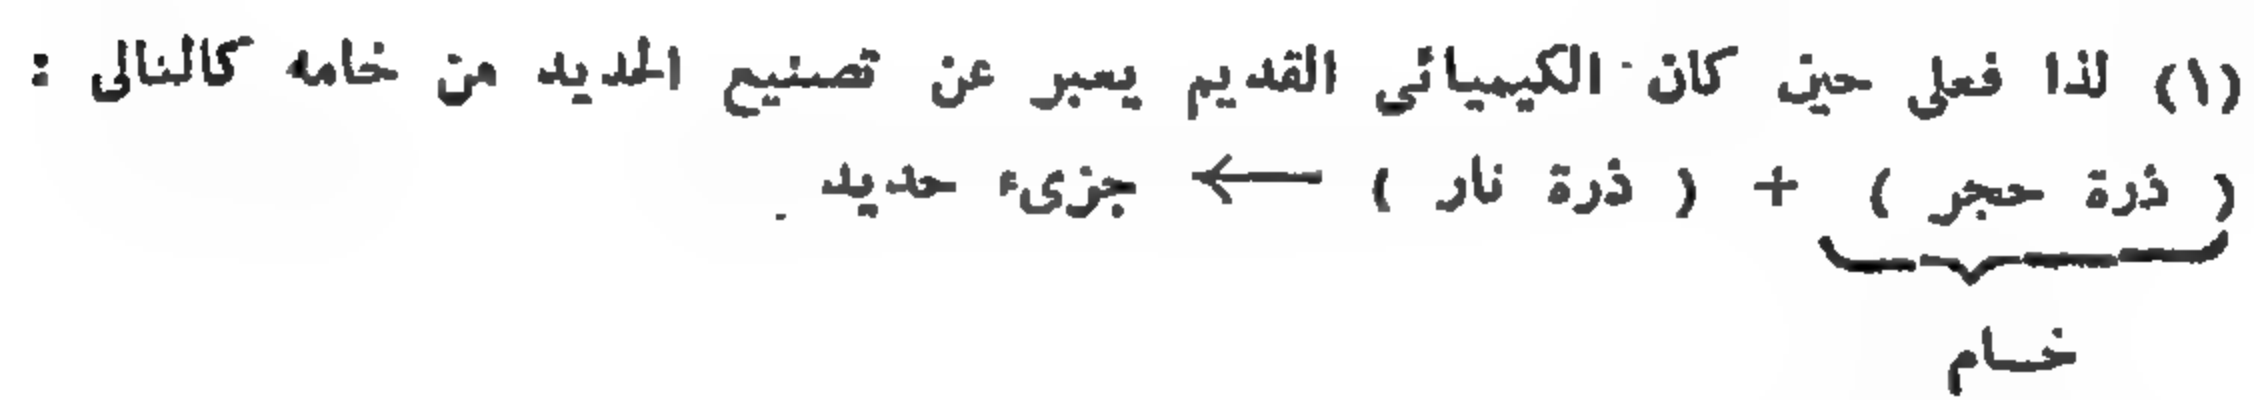 (١) لذا فعلى حين كان الكيميائى القديم يعبر عن تصنيع الحديد من خامه كالتالى :
( ذرة حجر ) + ( ذرة نار ) ← جزىء حديد .
خام